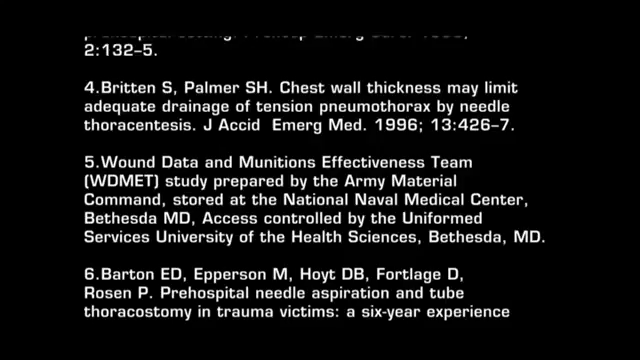 2:132-5.
4.Britten S, Palmer SH. Chest wall thickness may limit
adequate drainage of tension pneumothorax by needle
thoracentesis. J Accid Emerg Med. 1996; 13:426-7.
5.Wound Data and Munitions Effectiveness Team
(WDMET) study prepared by the Army Material
Command, stored at the National Naval Medical Center,
Bethesda MD, Access controlled by the Uniformed
Services University of the Health Sciences, Bethesda, MD.
6.Barton ED, Epperson M, Hoyt DB, Fortlage D,
Rosen P. Prehospital needle aspiration and tube
thoracostomy in trauma victims: a six-year experience